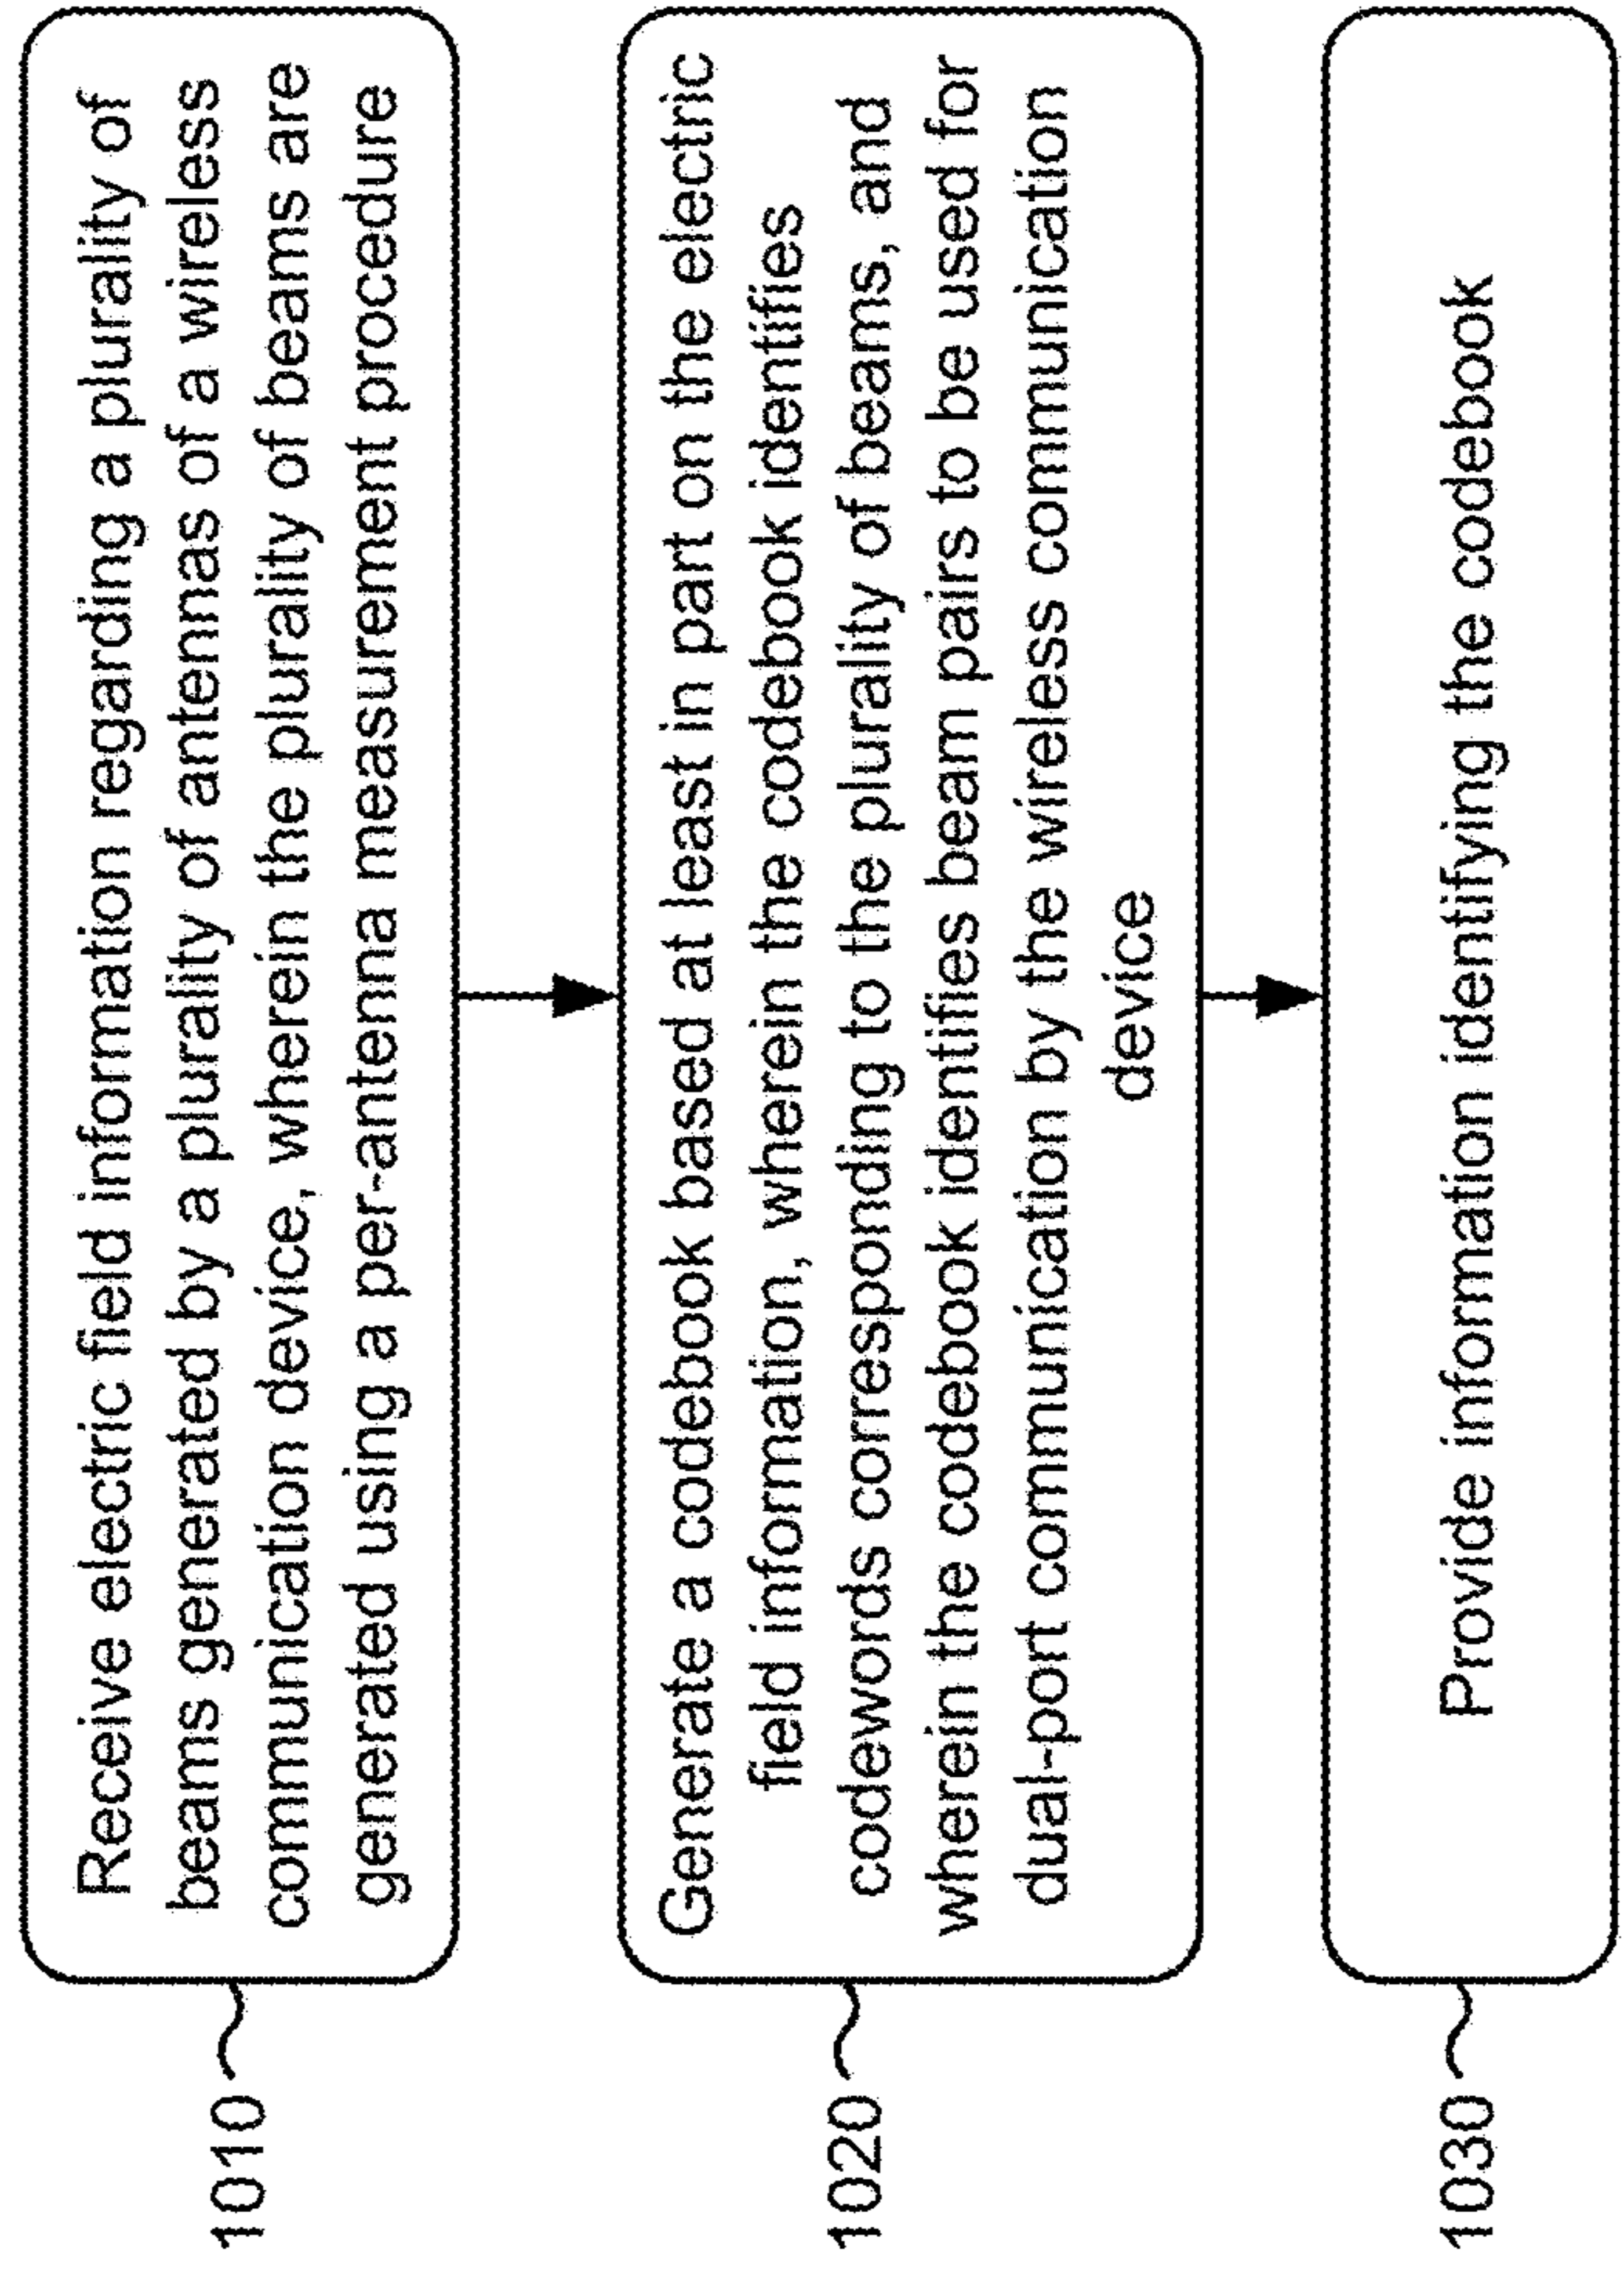 1010
Receive electric field information regarding a plurality of
beams generated by a plurality of antennas of a wireless
communication device, wherein the plurality of beams are
generated using a per-antenna measurement procedure
1020
Generate a codebook based at least in part on the electric
field information, wherein the codebook identifies
codewords corresponding to the plurality of beams, and
wherein the codebook identifies beam pairs to be used for
dual-port communication by the wireless communication
device
1030
Provide information identifying the codebook